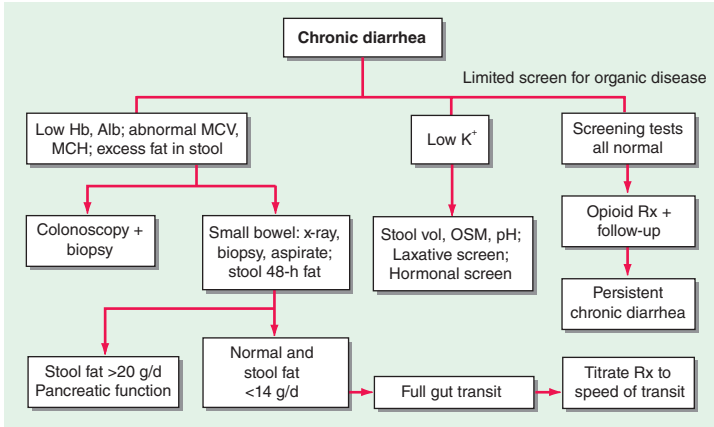 Chronic diarrhea
Limited screen for organic disease
Low Hb, Alb; abnormal MCV,
MCH; excess fat in stool
Low K⁺
Screening tests
all normal
Colonoscopy +
biopsy
Small bowel: x-ray,
biopsy, aspirate;
stool 48-h fat
Stool vol, OSM, pH;
Laxative screen;
Hormonal screen
Opioid Rx +
follow-up
Persistent
chronic diarrhea
Stool fat >20 g/d
Pancreatic function
Normal and
stool fat
<14 g/d
Full gut transit
Titrate Rx to
speed of transit